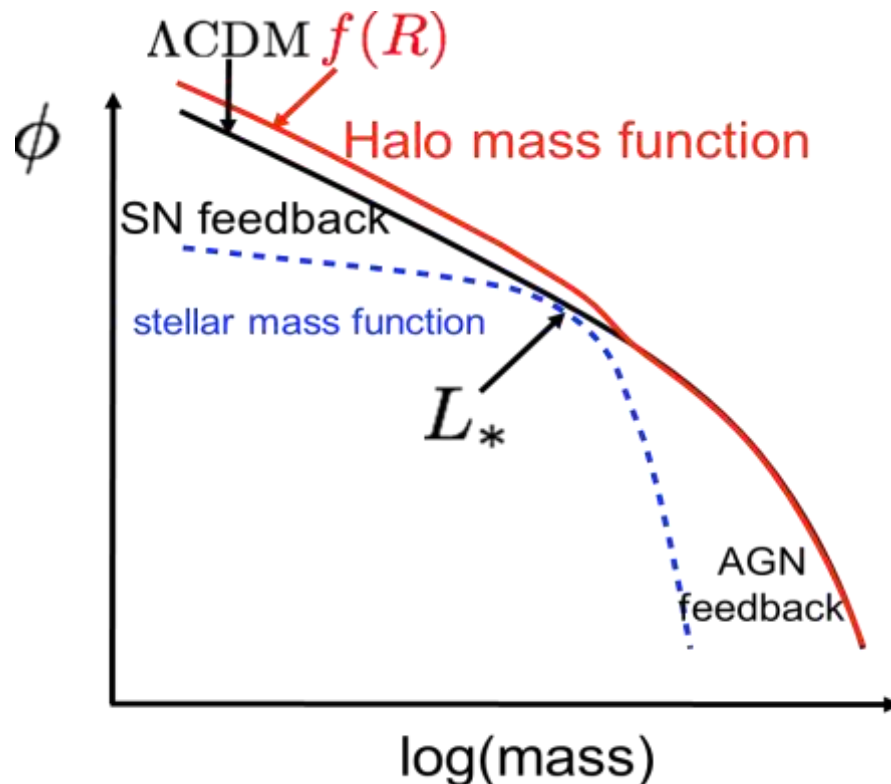 ΛCDM f(R)
ϕ
Halo mass function
SN feedback
stellar mass function
L*
AGN
feedback
log(mass)